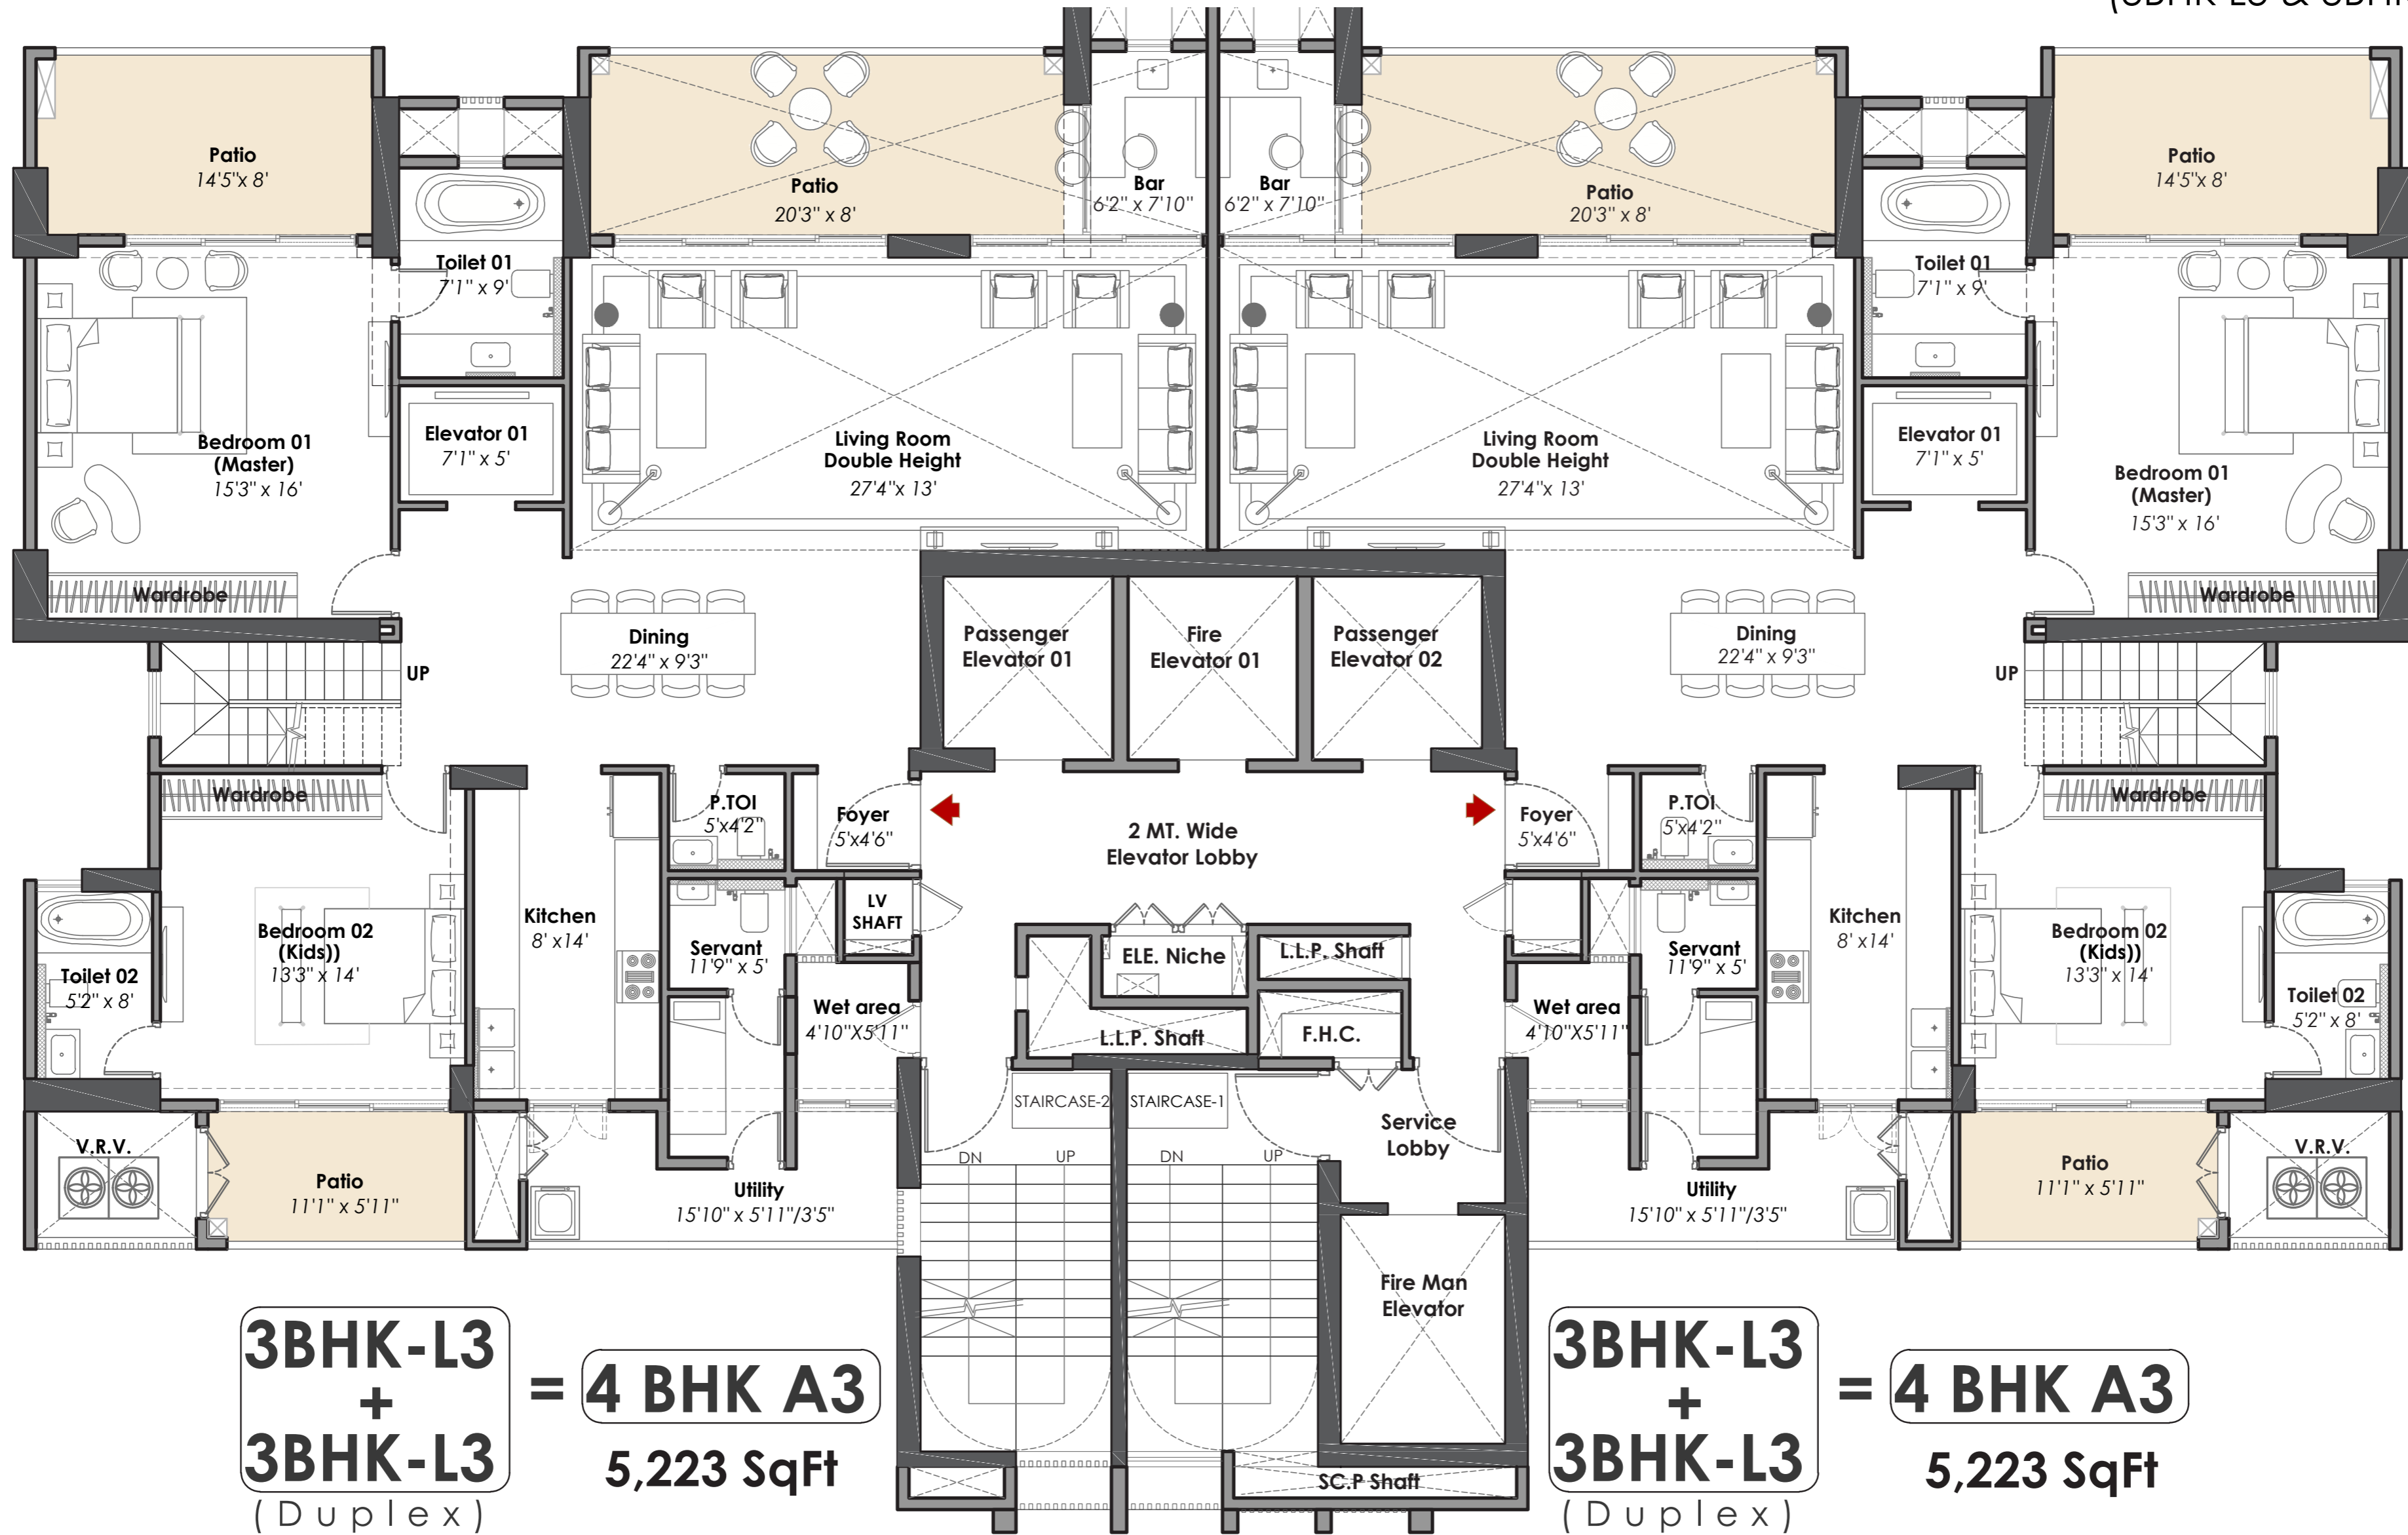 Patio
14'5"x 8'
Patio
20'3" x 8'
Bar
6'2" x 7'10"
Bar
6'2" x 7'10"
Patio
20'3" x 8'
Patio
14'5"x 8'
Toilet 01
7'1" x 9'
Toilet 01
7'1" x 9'
Bedroom 01
(Master)
15'3" x 16'
Elevator 01
7'1" x 5'
Living Room
Double Height
27'4"x 13'
Living Room
Double Height
27'4"x 13'
Elevator 01
7'1" x 5'
Bedroom 01
(Master)
15'3" x 16'
Wardrobe
Wardrobe
Dining
22'4" x 9'3"
Passenger
Elevator 01
Fire
Elevator 01
Passenger
Elevator 02
Dining
22'4" x 9'3"
UP
UP
Wardrobe
P.TOI
5'x4'2"
Foyer
5'x4'6"
2 MT. Wide
Elevator Lobby
Foyer
5'x4'6"
P.TOI
5'x4'2"
Wardrobe
Bedroom 02
(Kids))
13'3" x 14'
Kitchen
8' x14'
LV
SHAFT
Servant
11'9" x 5'
ELE. Niche
L.L.P. Shaft
Servant
11'9" x 5'
Kitchen
8' x14'
Bedroom 02
(Kids))
13'3" x 14'
Toilet 02
5'2" x 8'
Wet area
4'10"X5'11"
L.L.P. Shaft
F.H.C.
Wet area
4'10"X5'11"
Toilet 02
5'2" x 8'
STAIRCASE-2
STAIRCASE-1
Service
Lobby
DN
UP
DN
UP
V.R.V.
Patio
11'1" x 5'11"
Utility
15'10" x 5'11"/3'5"
Utility
15'10" x 5'11"/3'5"
Patio
11'1" x 5'11"
V.R.V.
Fire Man
Elevator
SC.P Shaft
3BHK-L3
+
3BHK-L3
(Duplex)
= 4 BHK A3
5,223 SqFt
3BHK-L3
+
3BHK-L3
(Duplex)
= 4 BHK A3
5,223 SqFt